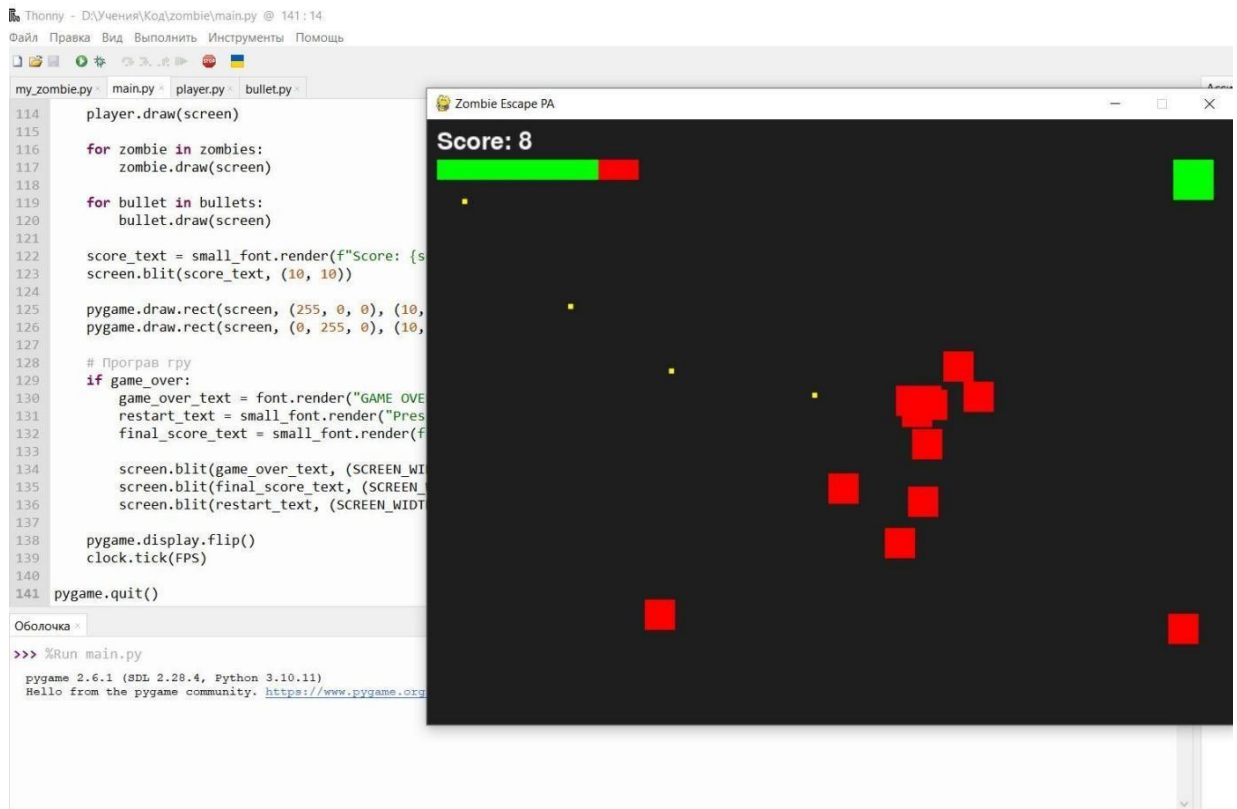 Thonny - D:\Учения\Код\zombie\main.py @ 141 : 14
Файл Правка Вид Выполнить Инструменты Помощь
STOP
my_zombie.py × main.py × player.py × bullet.py ×
114 player.draw(screen)
115
116 for zombie in zombies:
117 zombie.draw(screen)
118
119 for bullet in bullets:
120 bullet.draw(screen)
121
122 score_text = small_font.render(f"Score: {s
123 screen.blit(score_text, (10, 10))
124
125 pygame.draw.rect(screen, (255, 0, 0), (10,
126 pygame.draw.rect(screen, (0, 255, 0), (10,
127
128 # Програв гру
129 if game_over:
130 game_over_text = font.render("GAME OVE
131 restart_text = small_font.render("Pres
132 final_score_text = small_font.render(f
133
134 screen.blit(game_over_text, (SCREEN_WI
135 screen.blit(final_score_text, (SCREEN_
136 screen.blit(restart_text, (SCREEN_WIDT
137
138 pygame.display.flip()
139 clock.tick(FPS)
140
141 pygame.quit()
Оболочка ×
>>> %Run main.py
pygame 2.6.1 (SDL 2.28.4, Python 3.10.11)
Hello from the pygame community. https://www.pygame.org
Zombie Escape PA
Score: 8